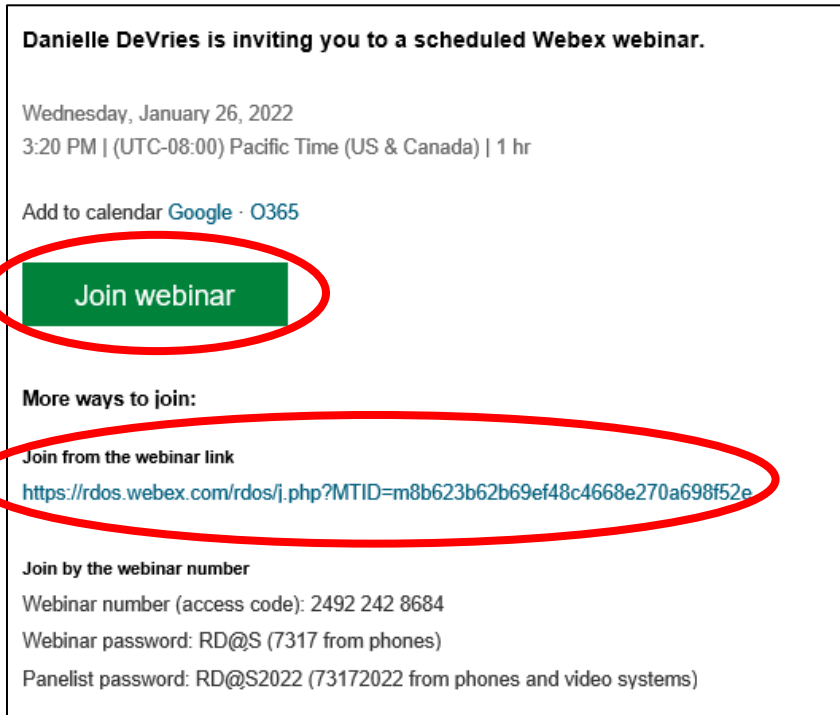 Danielle DeVries is inviting you to a scheduled Webex webinar.
Wednesday, January 26, 2022
3:20 PM | (UTC-08:00) Pacific Time (US & Canada) | 1 hr
Add to calendar Google · O365
Join webinar
More ways to join:
Join from the webinar link
https://rdos.webex.com/rdos/j.php?MTID=m8b623b62b69ef48c4668e270a698f52e
Join by the webinar number
Webinar number (access code): 2492 242 8684
Webinar password: RD@S (7317 from phones)
Panelist password: RD@S2022 (73172022 from phones and video systems)